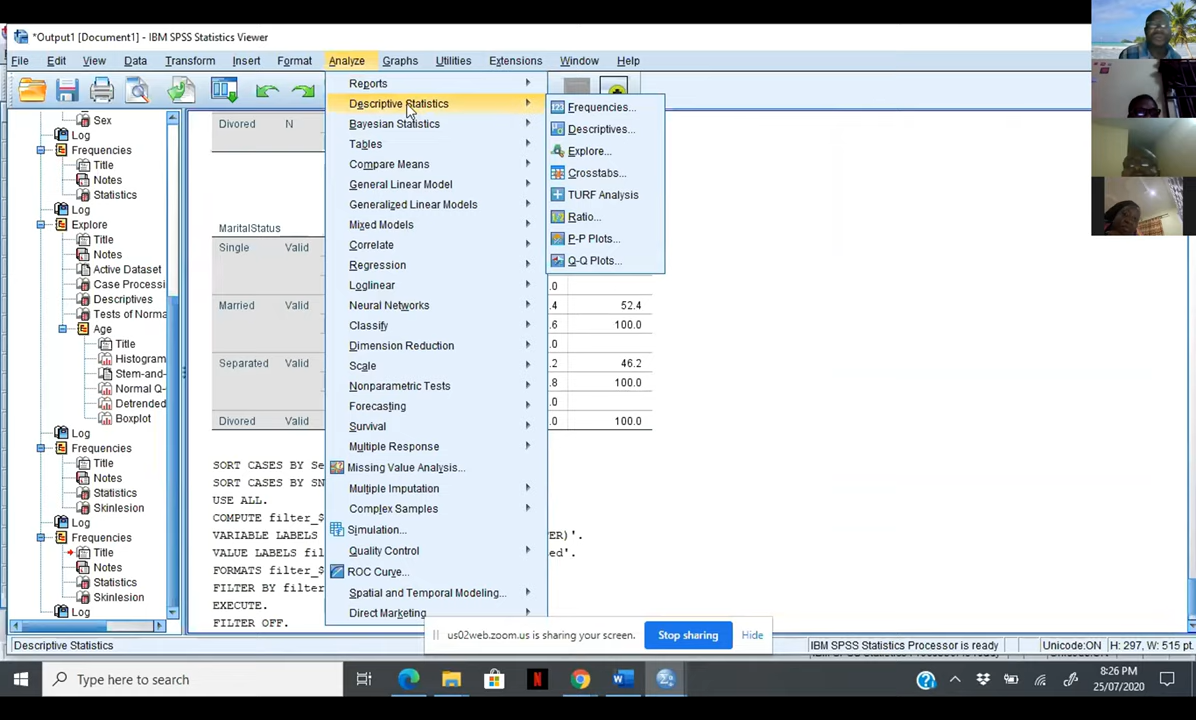 *Output1 [Document1] - IBM SPSS Statistics Viewer
File Edit View Data Transform Insert Format Analyze Graphs Utilities Extensions Window Help
Sex
Log
Frequencies
Title
Notes
Statistics
Log
Explore
Title
Notes
Active Dataset
Case Processi
Descriptives
Tests of Norma
Age
Title
Histogram
Stem-and-
Normal Q-
Detrended
Boxplot
Log
Frequencies
Title
Notes
Statistics
Skinlesion
Log
Frequencies
Title
Notes
Statistics
Skinlesion
Log
Divored N
MaritalStatus
Single Valid
.0
Married Valid .4 52.4
.6 100.0
.0
Separated Valid .2 46.2
.8 100.0
.0
Divored Valid .0 100.0
SORT CASES BY Se
SORT CASES BY SN
USE ALL.
COMPUTE filter_$
VARIABLE LABELS ER)'.
VALUE LABELS fil ed'.
FORMATS filter_$
FILTER BY filter
EXECUTE.
FILTER OFF.
Reports
Descriptive Statistics
Bayesian Statistics
Tables
Compare Means
General Linear Model
Generalized Linear Models
Mixed Models
Correlate
Regression
Loglinear
Neural Networks
Classify
Dimension Reduction
Scale
Nonparametric Tests
Forecasting
Survival
Multiple Response
Missing Value Analysis...
Multiple Imputation
Complex Samples
Simulation...
Quality Control
ROC Curve...
Spatial and Temporal Modeling...
Direct Marketing
Frequencies...
Descriptives...
Explore...
Crosstabs...
TURF Analysis
Ratio...
P-P Plots...
Q-Q Plots...
us02web.zoom.us is sharing your screen. Stop sharing Hide
Descriptive Statistics IBM SPSS Statistics Processor is ready Unicode:ON H: 297, W: 515 pt.
Type here to search
8:26 PM
25/07/2020